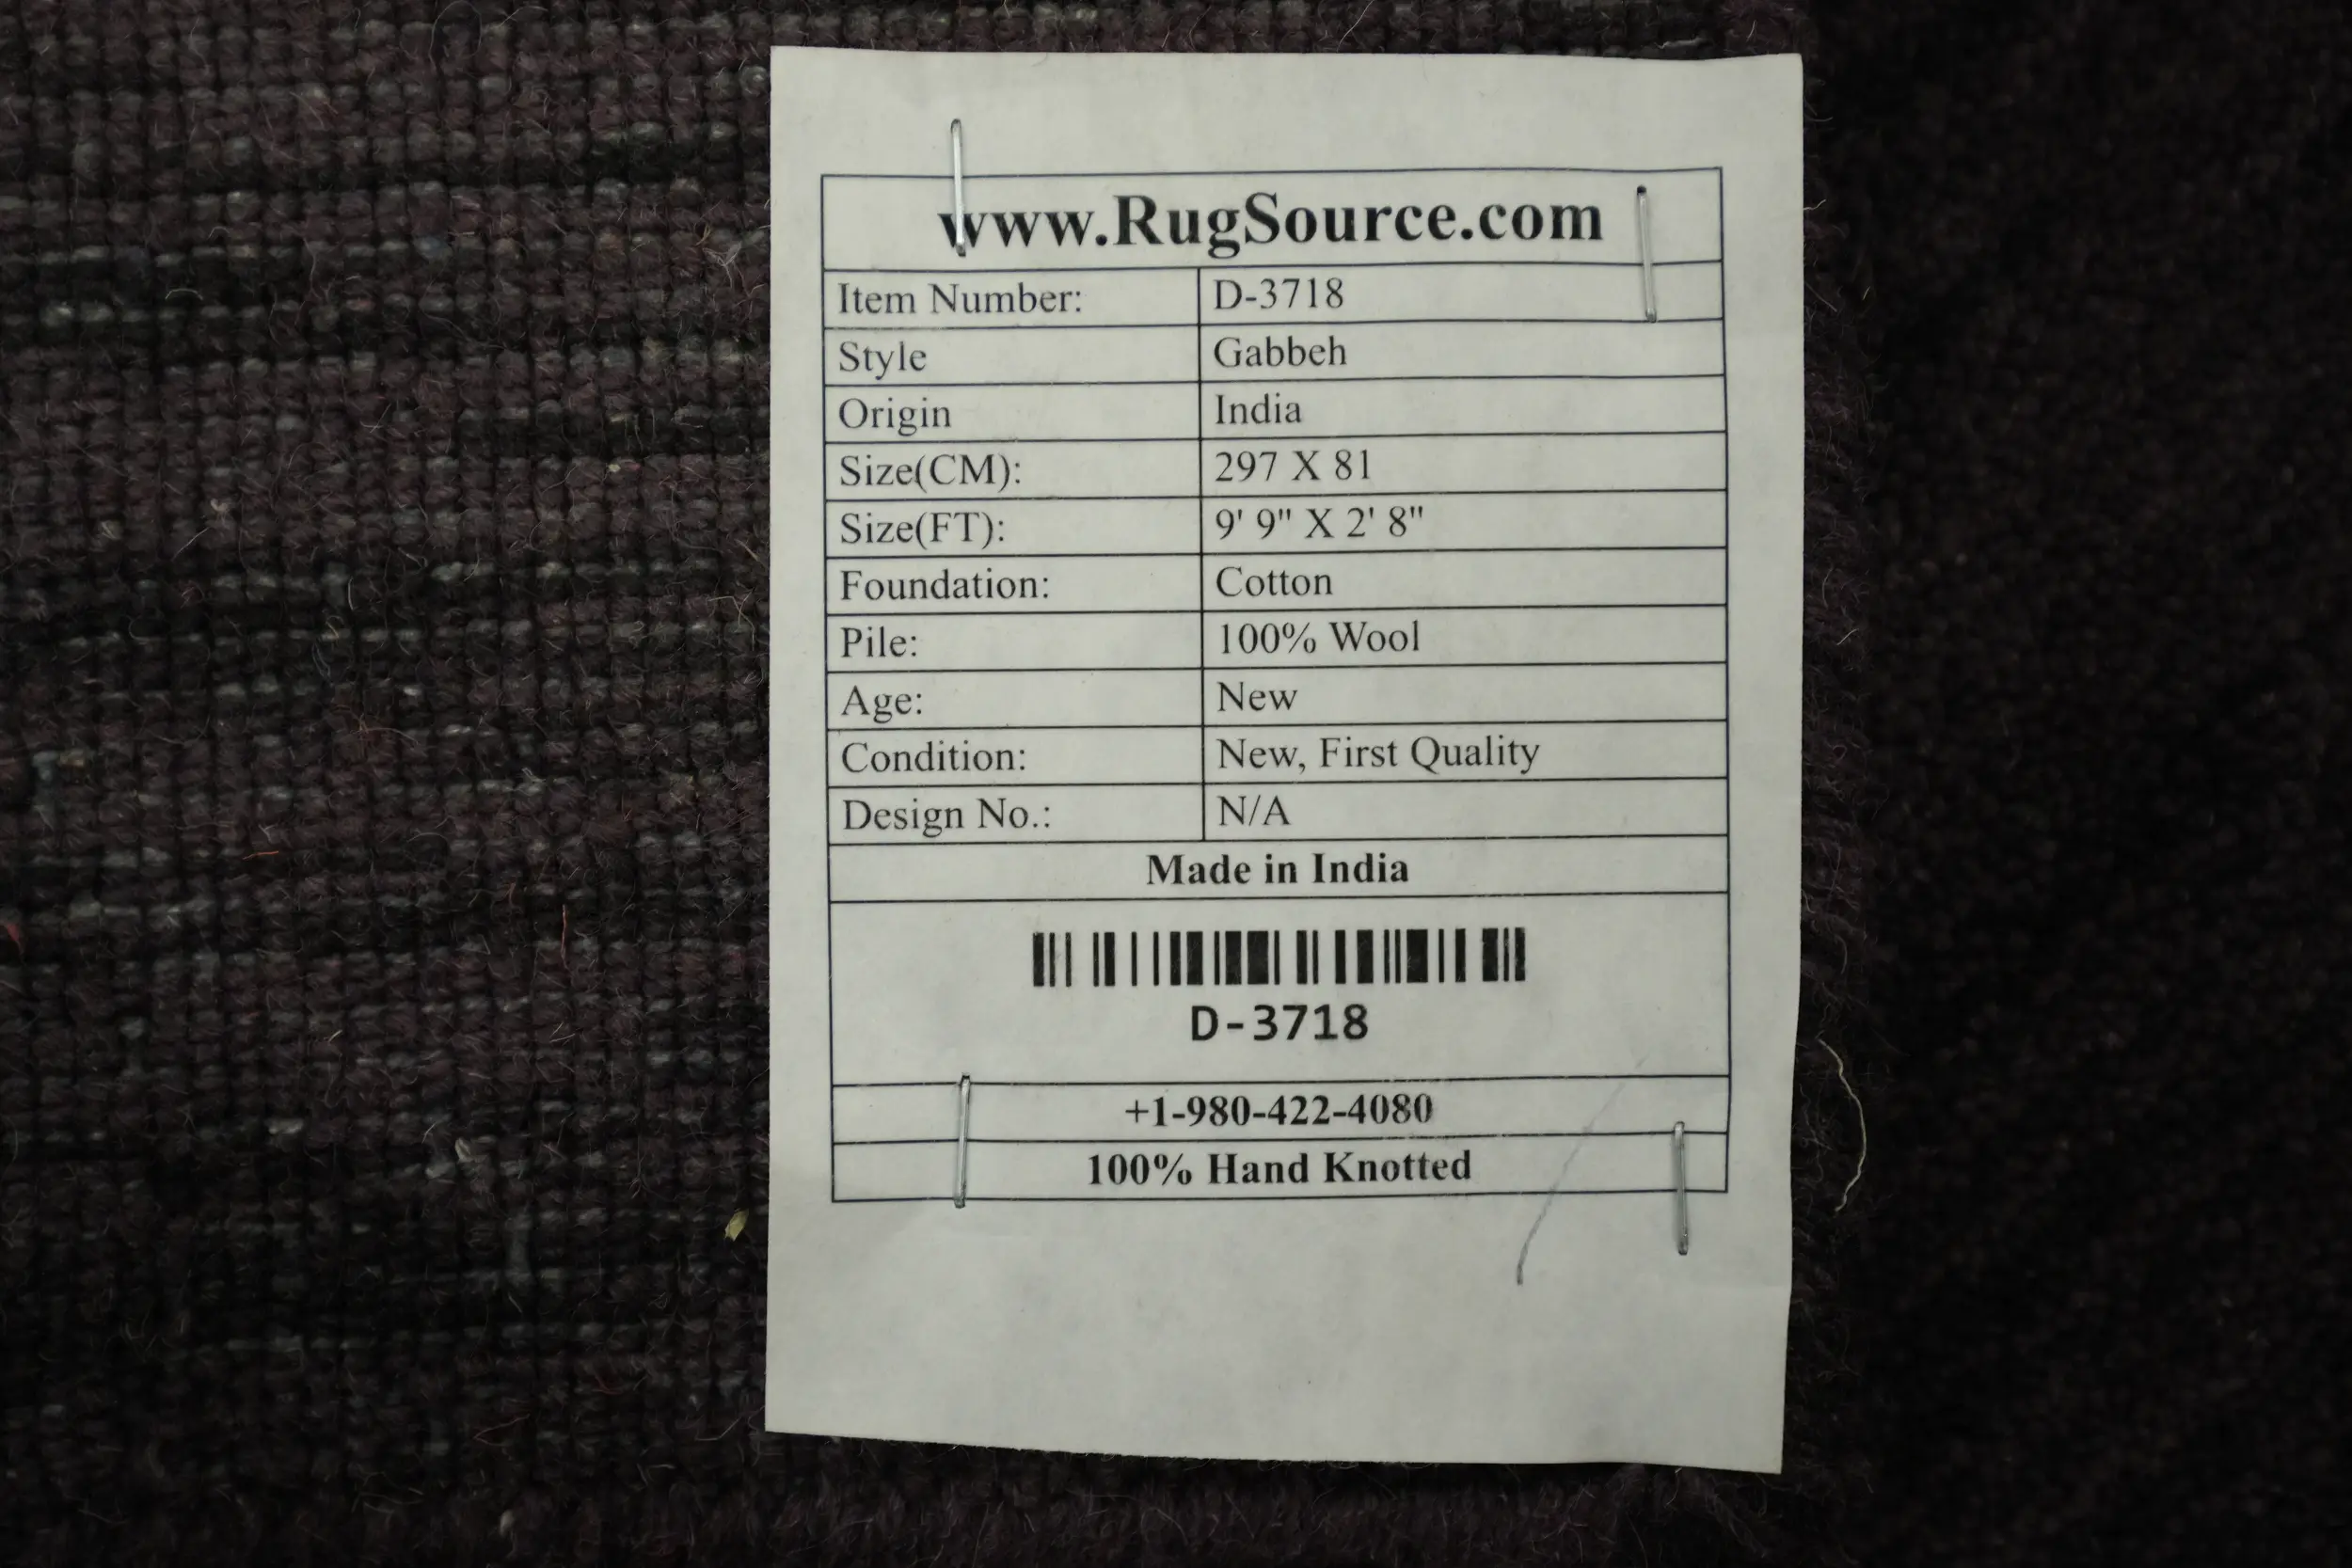 www.RugSource.com
Item Number: D-3718
Style Gabbeh
Origin India
Size(CM): 297 X 81
Size(FT): 9' 9" X 2' 8"
Foundation: Cotton
Pile: 100% Wool
Age: New
Condition: New, First Quality
Design No.: N/A
Made in India
D-3718
+1-980-422-4080
100% Hand Knotted